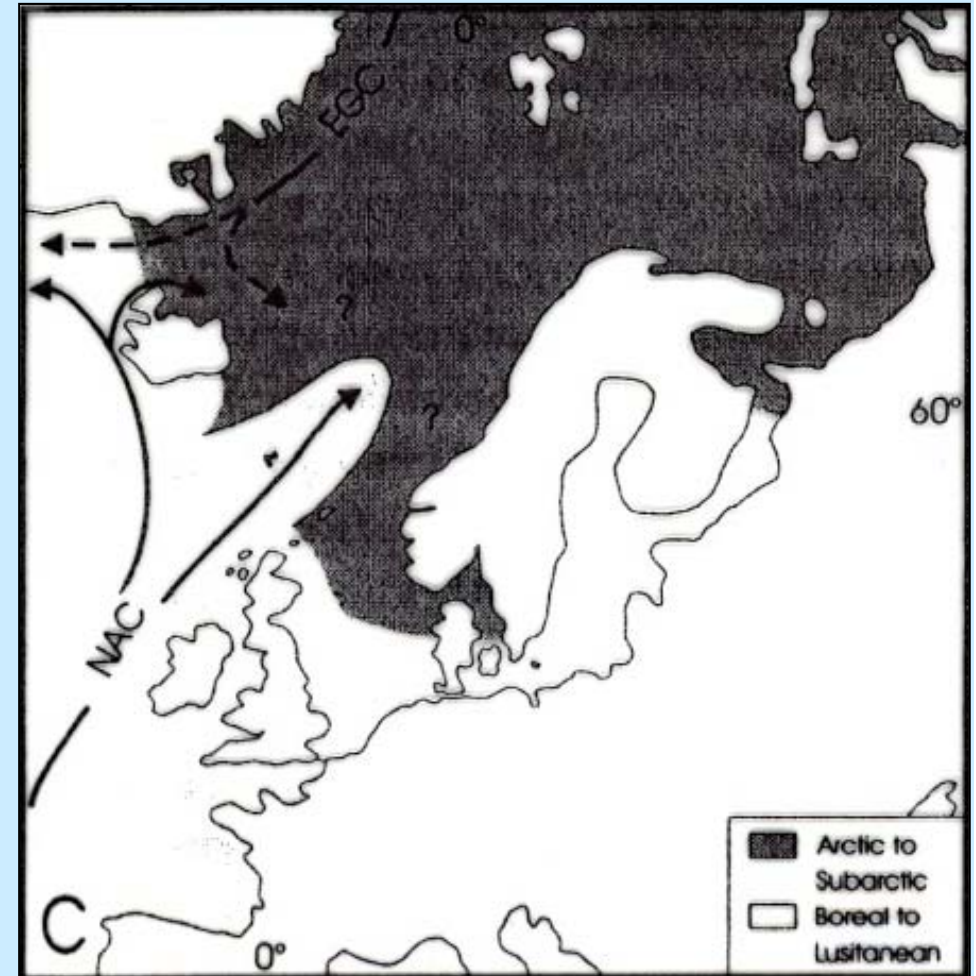 0°
EGC
?
?
60°
NAC
Arctic to
Subarctic
Boreal to
Lusitanean
C
0°